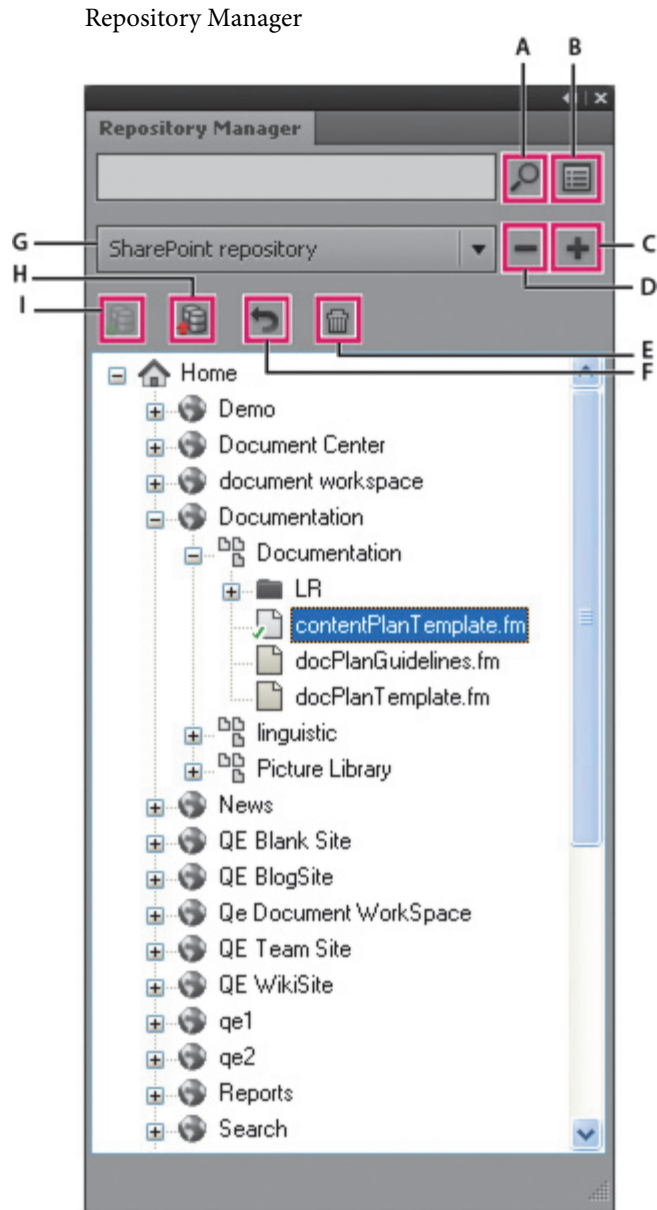 Repository Manager
A
B
Repository Manager
G
SharePoint repository
C
H
D
I
E
F
Home
Demo
Document Center
document workspace
Documentation
Documentation
LR
contentPlanTemplate.fm
docPlanGuidelines.fm
docPlanTemplate.fm
linguistic
Picture Library
News
QE Blank Site
QE BlogSite
Qe Document WorkSpace
QE Team Site
QE WikiSite
qe1
qe2
Reports
Search